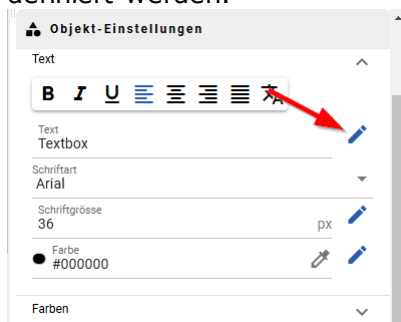 definiert werden.
Objekt-Einstellungen
Text
B I U
Text
Textbox
Schriftart
Arial
Schriftgrösse
36 px
Farbe
#000000
Farben